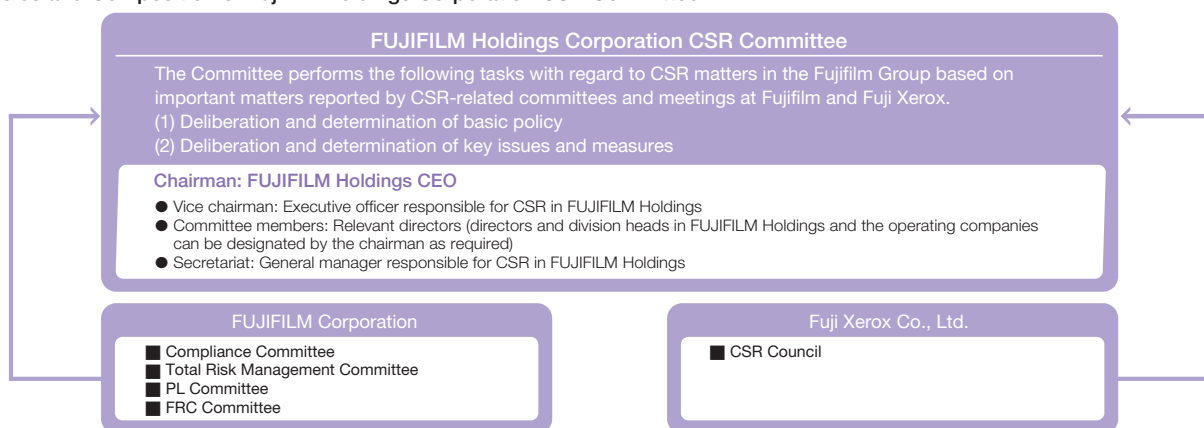 FUJIFILM Holdings Corporation CSR Committee
The Committee performs the following tasks with regard to CSR matters in the Fujifilm Group based on
important matters reported by CSR-related committees and meetings at Fujifilm and Fuji Xerox.
(1) Deliberation and determination of basic policy
(2) Deliberation and determination of key issues and measures
Chairman: FUJIFILM Holdings CEO
● Vice chairman: Executive officer responsible for CSR in FUJIFILM Holdings
● Committee members: Relevant directors (directors and division heads in FUJIFILM Holdings and the operating companies
can be designated by the chairman as required)
● Secretariat: General manager responsible for CSR in FUJIFILM Holdings
FUJIFILM Corporation
■ Compliance Committee
■ Total Risk Management Committee
■ PL Committee
■ FRC Committee
Fuji Xerox Co., Ltd.
■ CSR Council